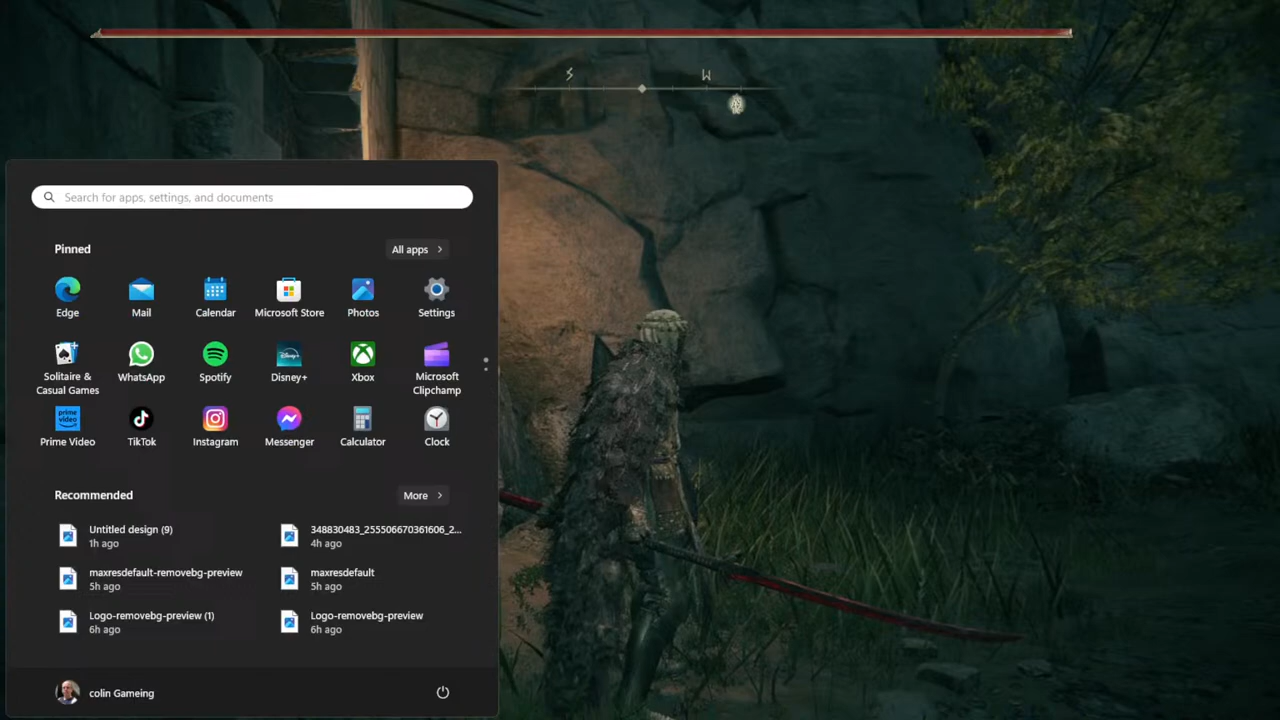 S W
Search for apps, settings, and documents
Pinned
All apps
Edge
Mail
Calendar
Microsoft Store
Photos
Settings
Solitaire &
Casual Games
WhatsApp
Spotify
Disney+
Xbox
Microsoft
Clipchamp
prime
video
Prime Video
TikTok
Instagram
Messenger
Calculator
Clock
Recommended
More
Untitled design (9)
1h ago
348830483_255506670361606_2...
4h ago
maxresdefault-removebg-preview
5h ago
maxresdefault
5h ago
Logo-removebg-preview (1)
6h ago
Logo-removebg-preview
6h ago
colin Gameing